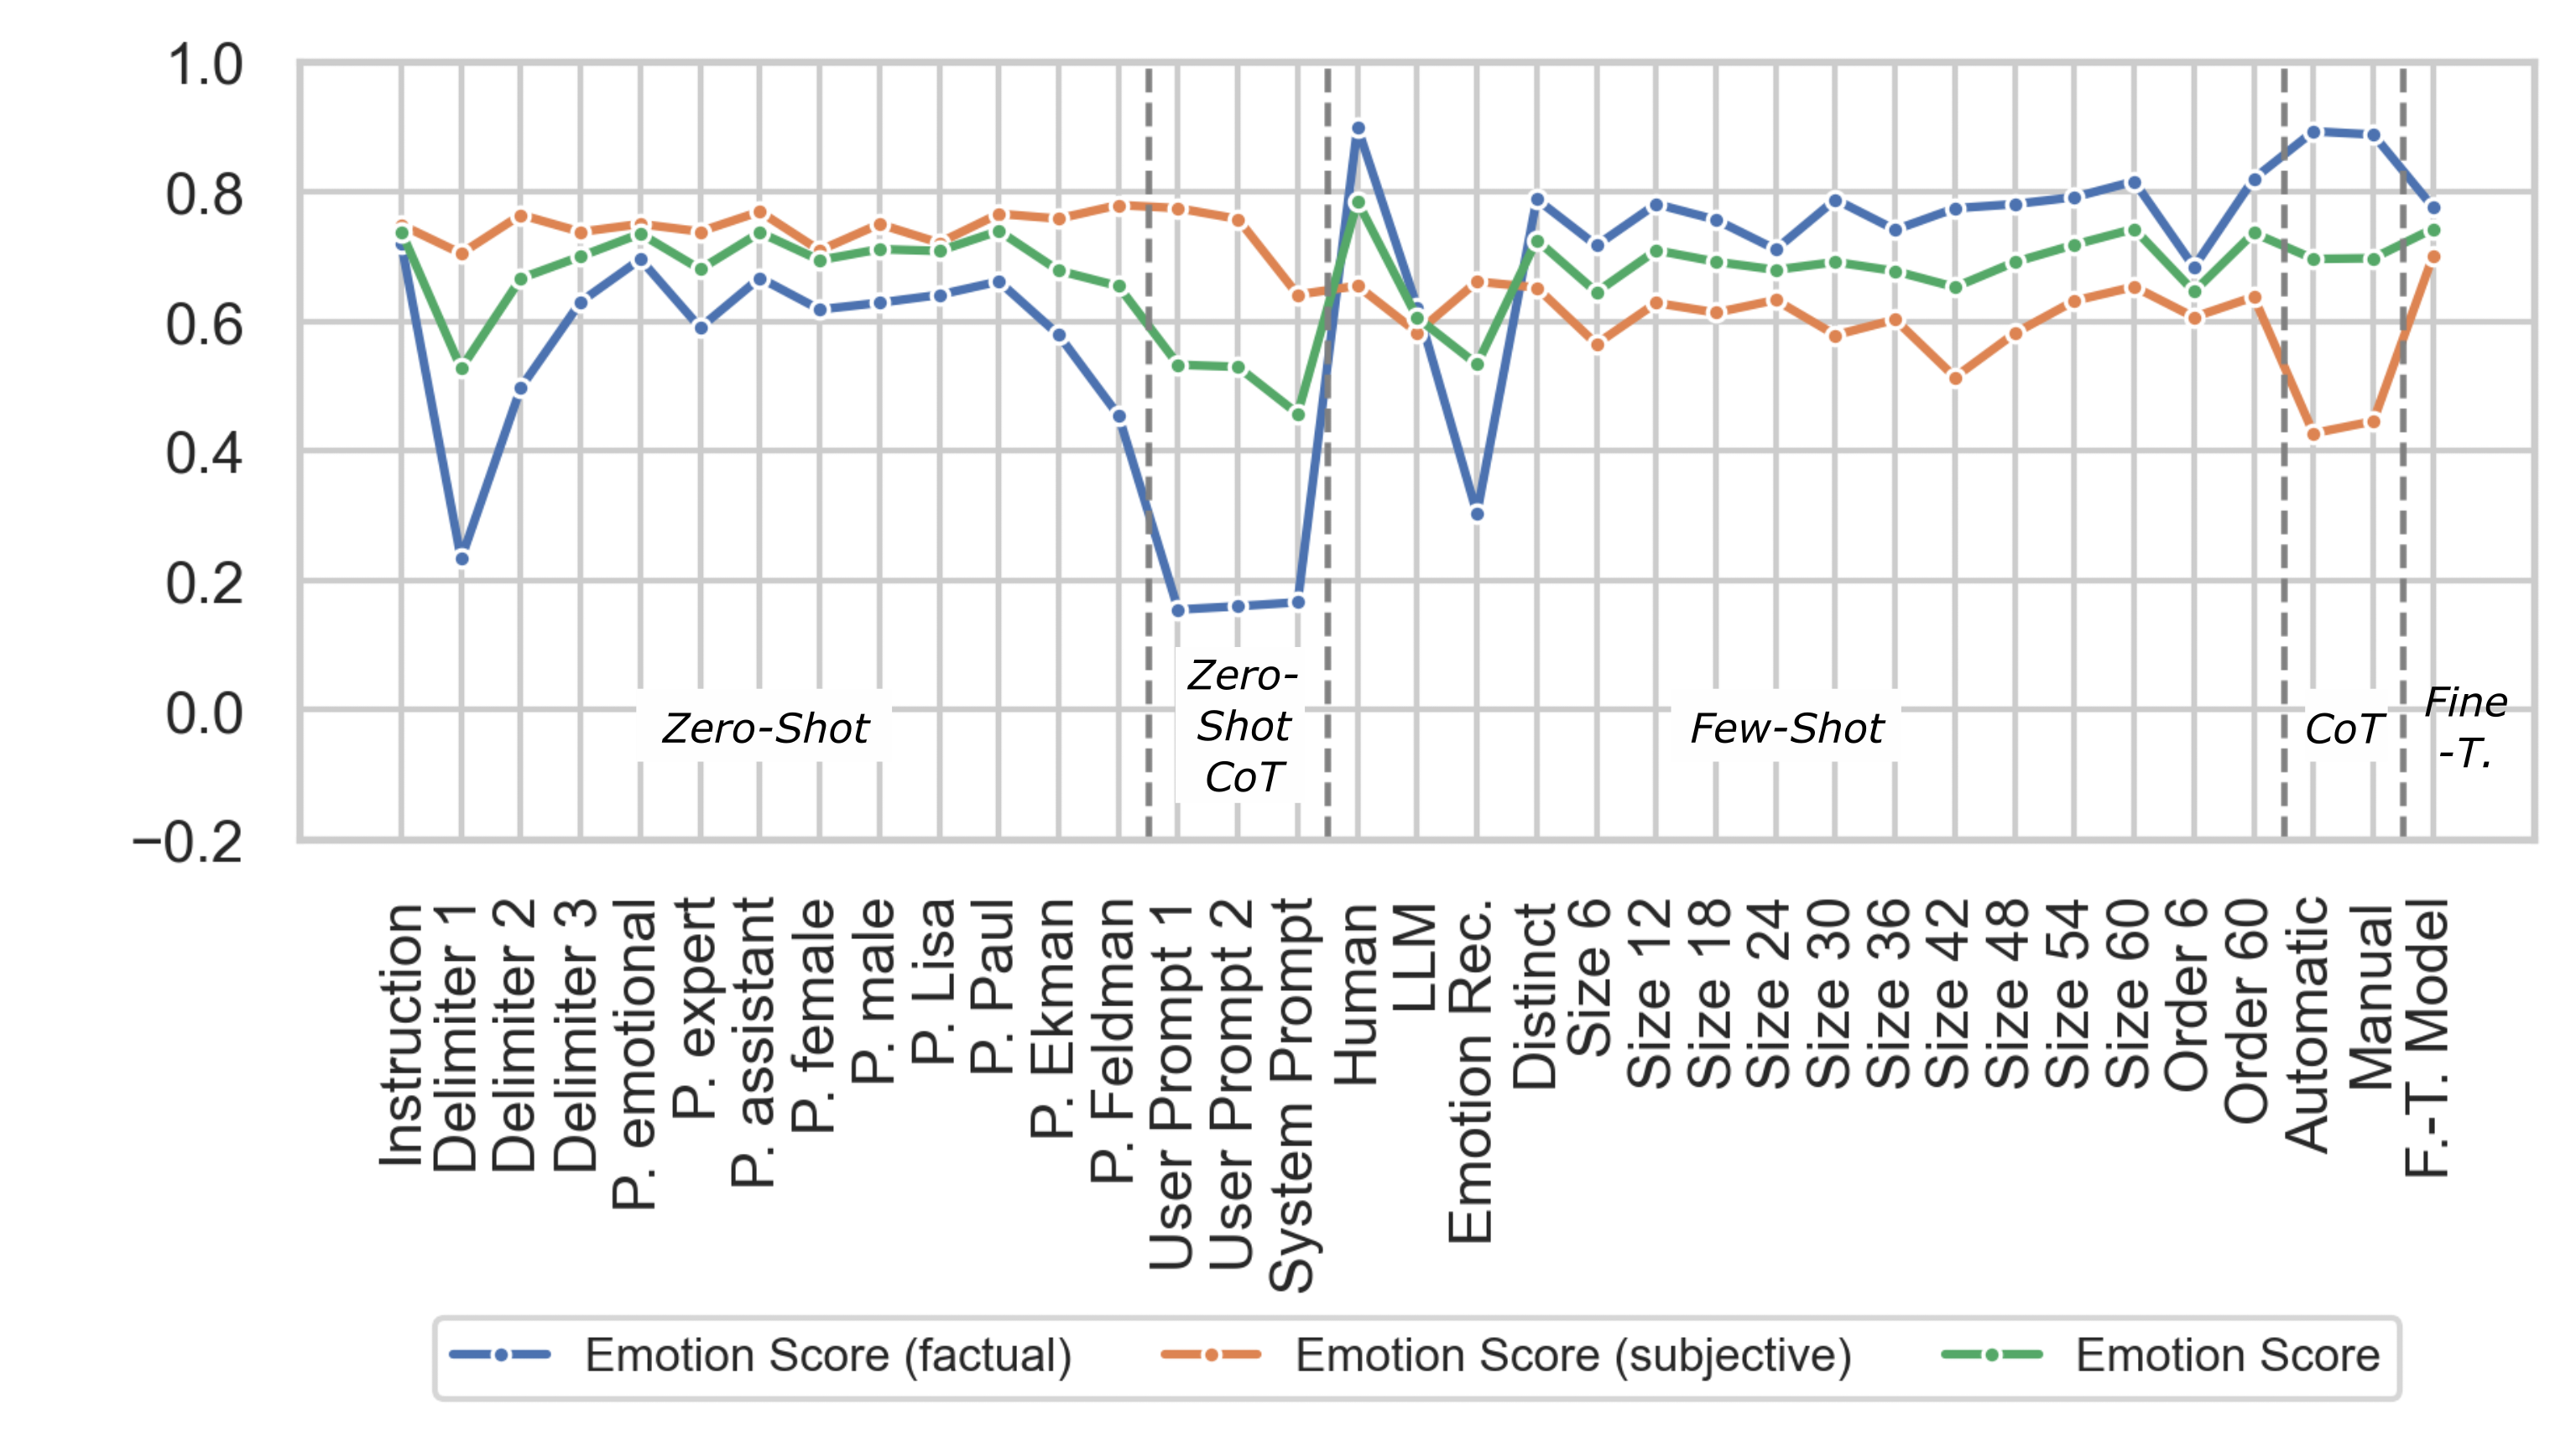 1.0
0.8
0.6
0.4
0.2
0.0
−0.2
Zero-Shot
Zero-
Shot
CoT
Few-Shot
CoT
Fine
-T.
Instruction
Delimiter 1
Delimiter 2
Delimiter 3
P. emotional
P. expert
P. assistant
P. female
P. male
P. Lisa
P. Paul
P. Ekman
P. Feldman
User Prompt 1
User Prompt 2
System Prompt
Human
LLM
Emotion Rec.
Distinct
Size 6
Size 12
Size 18
Size 24
Size 30
Size 36
Size 42
Size 48
Size 54
Size 60
Order 6
Order 60
Automatic
Manual
F.-T. Model
Emotion Score (factual)
Emotion Score (subjective)
Emotion Score